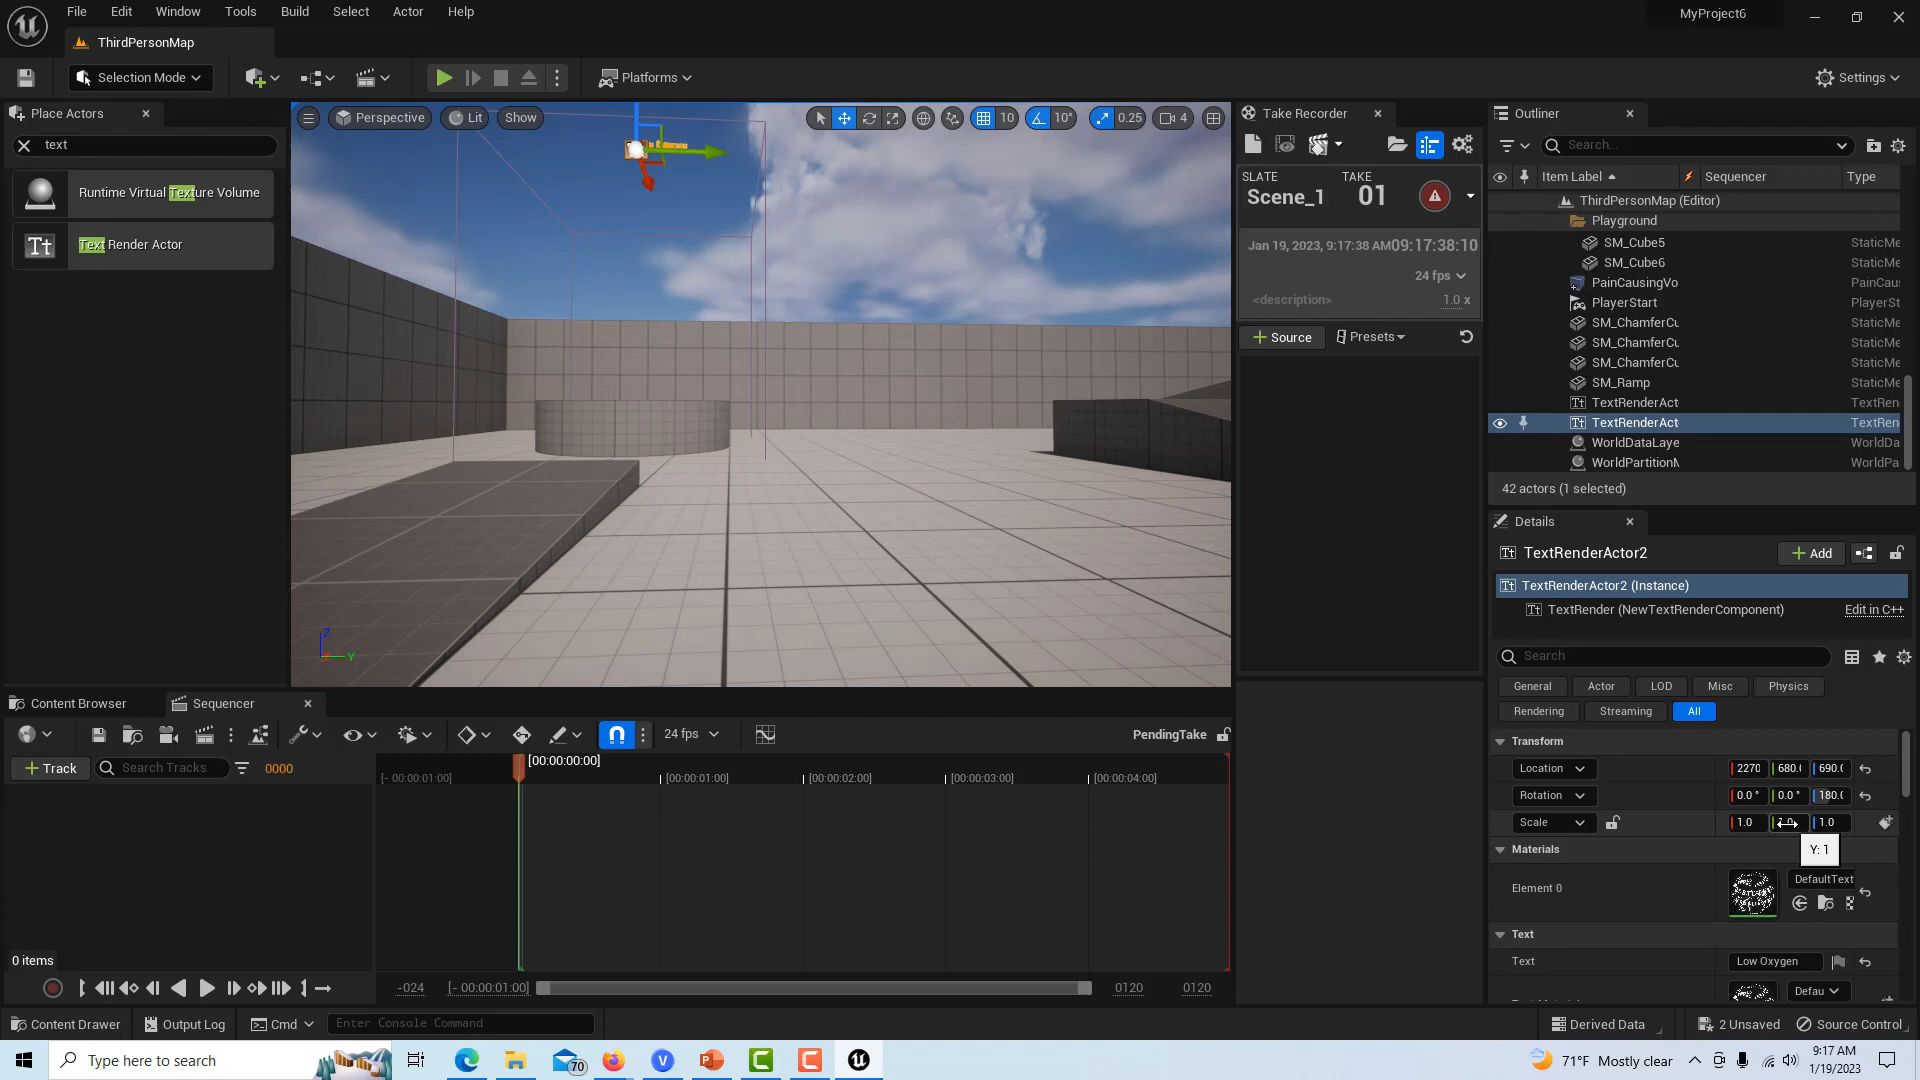 File Edit Window Tools Build Select Actor Help
MyProject6
ThirdPersonMap
Selection Mode
Platforms
Settings
Place Actors
text
Runtime Virtual Texture Volume
Text Render Actor
Perspective
Lit
Show
10
10°
0.25
4
Z
Y
Take Recorder
SLATE
TAKE
Scene_1
01
Jan 19, 2023, 9:17:38 AM
09:17:38:10
24 fps
<description>
1.0 x
Source
Presets
Outliner
Search...
Item Label
Sequencer
Type
ThirdPersonMap (Editor)
Playground
SM_Cube5 StaticMe
SM_Cube6 StaticMe
PainCausingVo PainCau
PlayerStart PlayerSt
SM_ChamferCu StaticMe
SM_ChamferCu StaticMe
SM_ChamferCu StaticMe
SM_Ramp StaticMe
TextRenderAct TextRen
TextRenderAct TextRen
WorldDataLaye WorldDa
WorldPartitionM WorldPa
42 actors (1 selected)
Details
TextRenderActor2
Add
TextRenderActor2 (Instance)
TextRender (NewTextRenderComponent)
Edit in C++
Search
General Actor LOD Misc Physics
Rendering Streaming All
Transform
Location 2270 680.( 690.(
Rotation 0.0 ° 0.0 ° 180.(
Scale 1.0 1.0
Y: 1
Materials
Element 0
DefaultText
Text
Text Low Oxygen
Defau
Content Browser
Sequencer
24 fps
PendingTake
Track
Search Tracks
0000
[00:00:00:00]
[- 00:00:01:00]
[00:00:01:00]
[00:00:02:00]
[00:00:03:00]
[00:00:04:00]
0 items
-024
[- 00:00:01:00]
0120
0120
Content Drawer
Output Log
Cmd
Enter Console Command
Derived Data
2 Unsaved
Source Control
Type here to search
70
71°F Mostly clear
9:17 AM
1/19/2023